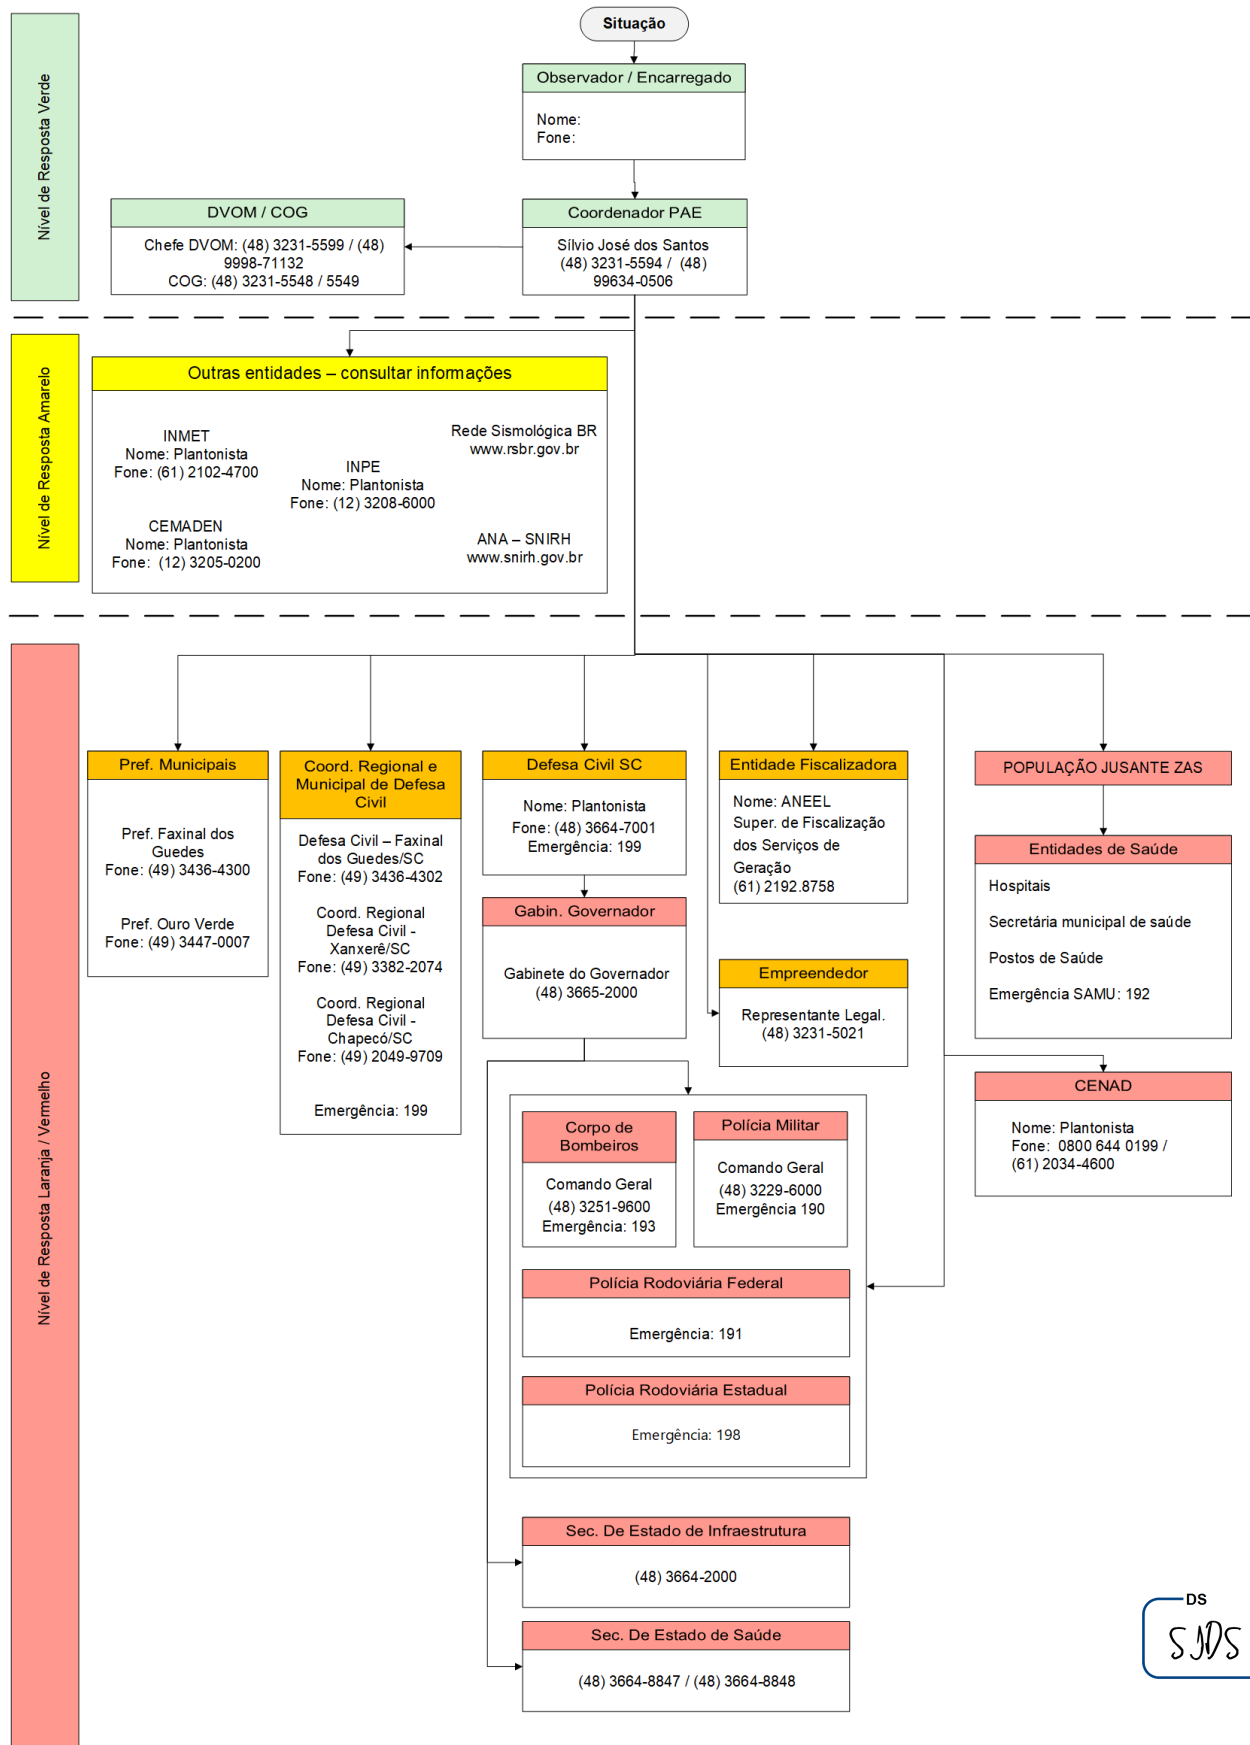 Situação
Nível de Resposta Verde
Observador / Encarregado
Nome:
Fone:
DVOM / COG
Chefe DVOM: (48) 3231-5599 / (48)
9998-71132
COG: (48) 3231-5548 / 5549
Coordenador PAE
Sílvio José dos Santos
(48) 3231-5594 /  (48)
99634-0506
Nível de Resposta Amarelo
Outras entidades – consultar informações
INMET
Nome: Plantonista
Fone: (61) 2102-4700
CEMADEN
Nome: Plantonista
Fone:  (12) 3205-0200
INPE
Nome: Plantonista
Fone: (12) 3208-6000
Rede Sismológica BR
www.rsbr.gov.br
ANA – SNIRH
www.snirh.gov.br
Nível de Resposta Laranja / Vermelho
Pref. Municipais
Pref. Faxinal dos
Guedes
Fone: (49) 3436-4300
Pref. Ouro Verde
Fone: (49) 3447-0007
Coord. Regional e
Municipal de Defesa
Civil
Defesa Civil – Faxinal
dos Guedes/SC
Fone: (49) 3436-4302
Coord. Regional
Defesa Civil -
Xanxerê/SC
Fone: (49) 3382-2074
Coord. Regional
Defesa Civil -
Chapecó/SC
Fone: (49) 2049-9709
Emergência: 199
Defesa Civil SC
Nome: Plantonista
Fone: (48) 3664-7001
Emergência: 199
Gabin. Governador
Gabinete do Governador
(48) 3665-2000
Entidade Fiscalizadora
Nome: ANEEL
Super. de Fiscalização
dos Serviços de
Geração
(61) 2192.8758
Empreendedor
Representante Legal.
(48) 3231-5021
POPULAÇÃO JUSANTE ZAS
Entidades de Saúde
Hospitais
Secretária municipal de saúde
Postos de Saúde
Emergência SAMU: 192
CENAD
Nome: Plantonista
Fone:  0800 644 0199 /
(61) 2034-4600
Corpo de
Bombeiros
Comando Geral
(48) 3251-9600
Emergência: 193
Polícia Militar
Comando Geral
(48) 3229-6000
Emergência 190
Polícia Rodoviária Federal
Emergência: 191
Polícia Rodoviária Estadual
Emergência: 198
Sec. De Estado de Infraestrutura
(48) 3664-2000
Sec. De Estado de Saúde
(48) 3664-8847 / (48) 3664-8848
DS
SJDS